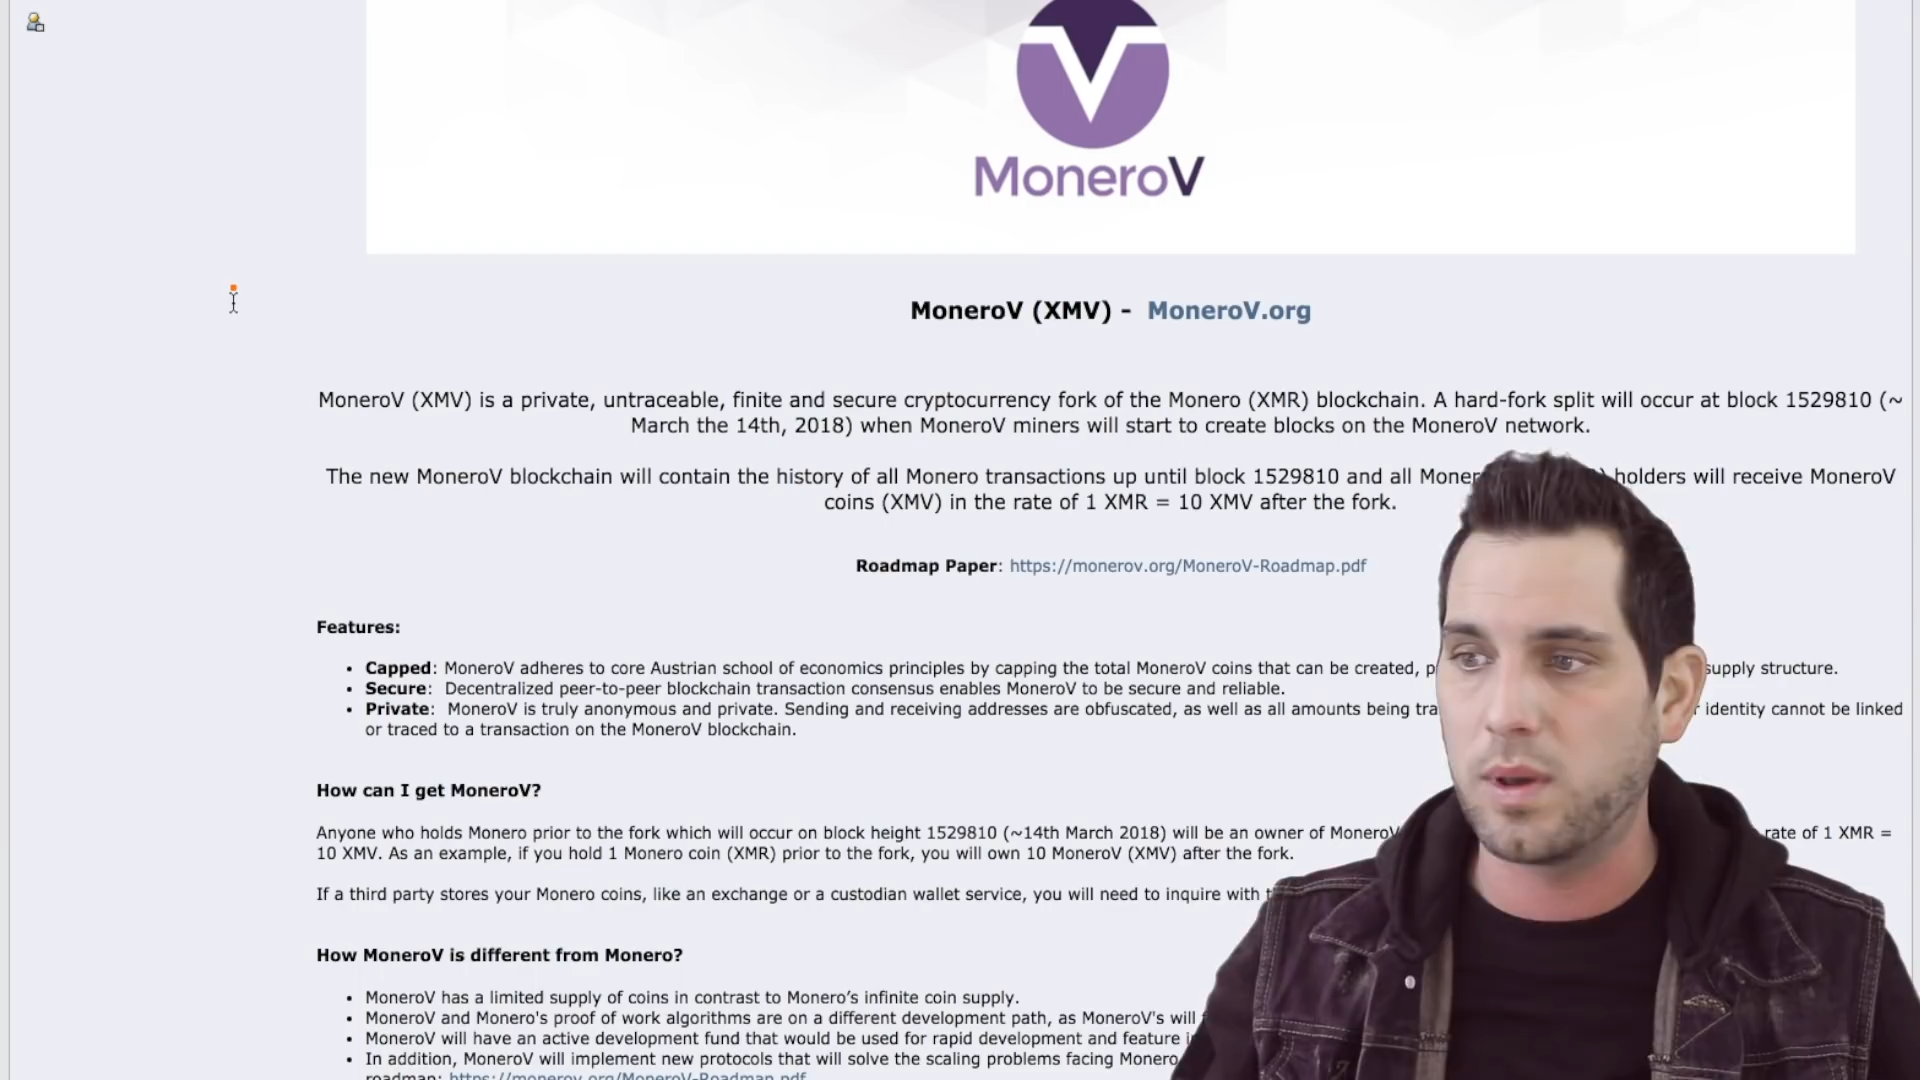 MoneroV
MoneroV (XMV) - MoneroV.org
MoneroV (XMV) is a private, untraceable, finite and secure cryptocurrency fork of the Monero (XMR) blockchain. A hard-fork split will occur at block 1529810 (~
March the 14th, 2018) when MoneroV miners will start to create blocks on the MoneroV network.
The new MoneroV blockchain will contain the history of all Monero transactions up until block 1529810 and all holders will receive MoneroV
coins (XMV) in the rate of 1 XMR = 10 XMV after the fork.
Roadmap Paper: https://monerov.org/MoneroV-Roadmap.pdf
Features:
• Capped: MoneroV adheres to core Austrian school of economics principles by capping the total MoneroV coins that can be created, supply structure.
• Secure: Decentralized peer-to-peer blockchain transaction consensus enables MoneroV to be secure and reliable.
• Private: MoneroV is truly anonymous and private. Sending and receiving addresses are obfuscated, as well as all amounts being identity cannot be linked
or traced to a transaction on the MoneroV blockchain.
How can I get MoneroV?
Anyone who holds Monero prior to the fork which will occur on block height 1529810 (~14th March 2018) will be an owner of MoneroV rate of 1 XMR =
10 XMV. As an example, if you hold 1 Monero coin (XMR) prior to the fork, you will own 10 MoneroV (XMV) after the fork.
If a third party stores your Monero coins, like an exchange or a custodian wallet service, you will need to inquire with
How MoneroV is different from Monero?
• MoneroV has a limited supply of coins in contrast to Monero’s infinite coin supply.
• MoneroV and Monero's proof of work algorithms are on a different development path, as MoneroV's will
• MoneroV will have an active development fund that would be used for rapid development and feature
• In addition, MoneroV will implement new protocols that will solve the scaling problems facing Monero
roadmap: https://monerov.org/MoneroV-Roadmap.pdf